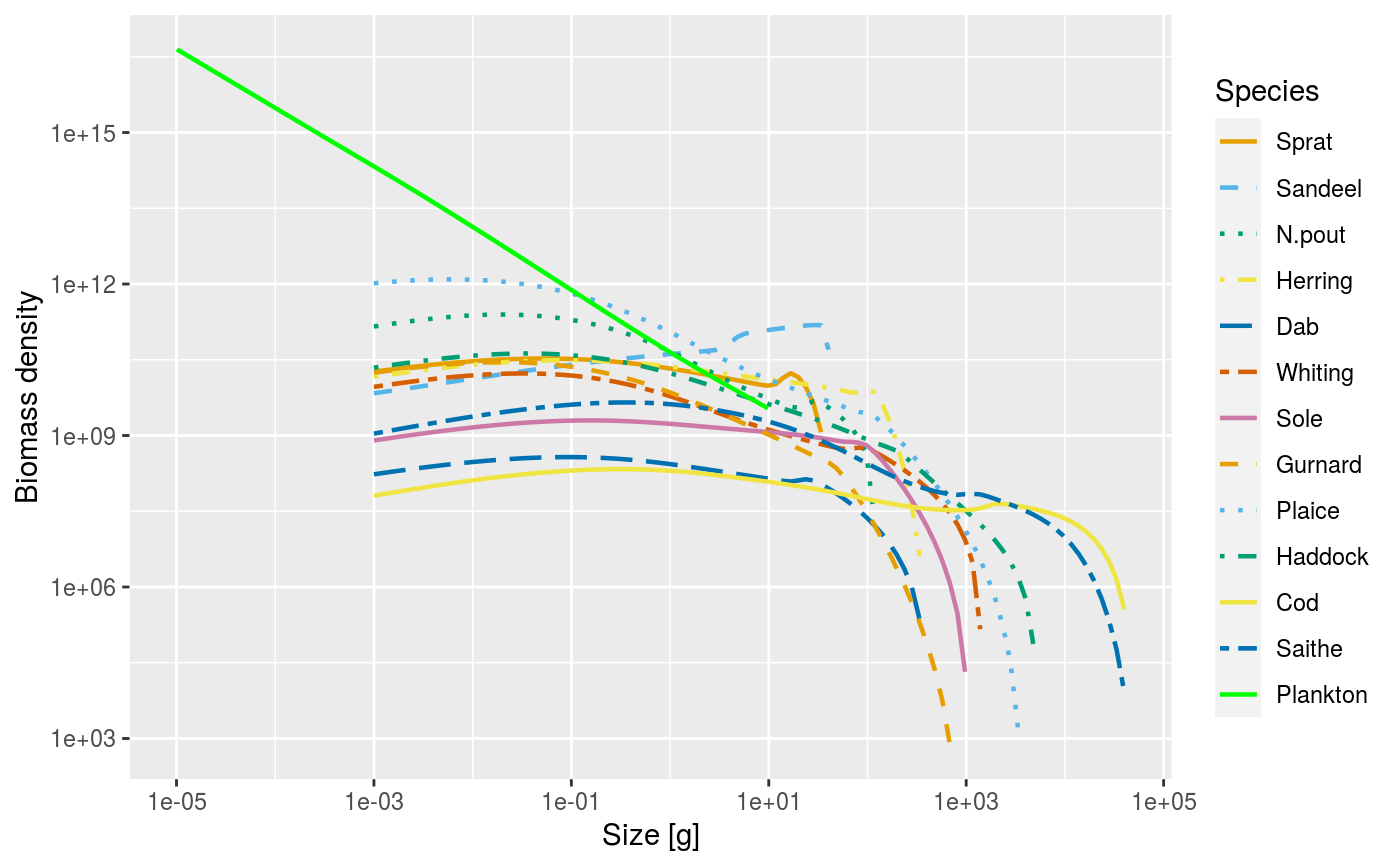 Biomass density
1e+15
1e+12
1e+09
1e+06
1e+03
1e-05
1e-03
1e-01
1e+01
1e+03
1e+05
Size [g]
Species
Sprat
Sandeel
N.pout
Herring
Dab
Whiting
Sole
Gurnard
Plaice
Haddock
Cod
Saithe
Plankton